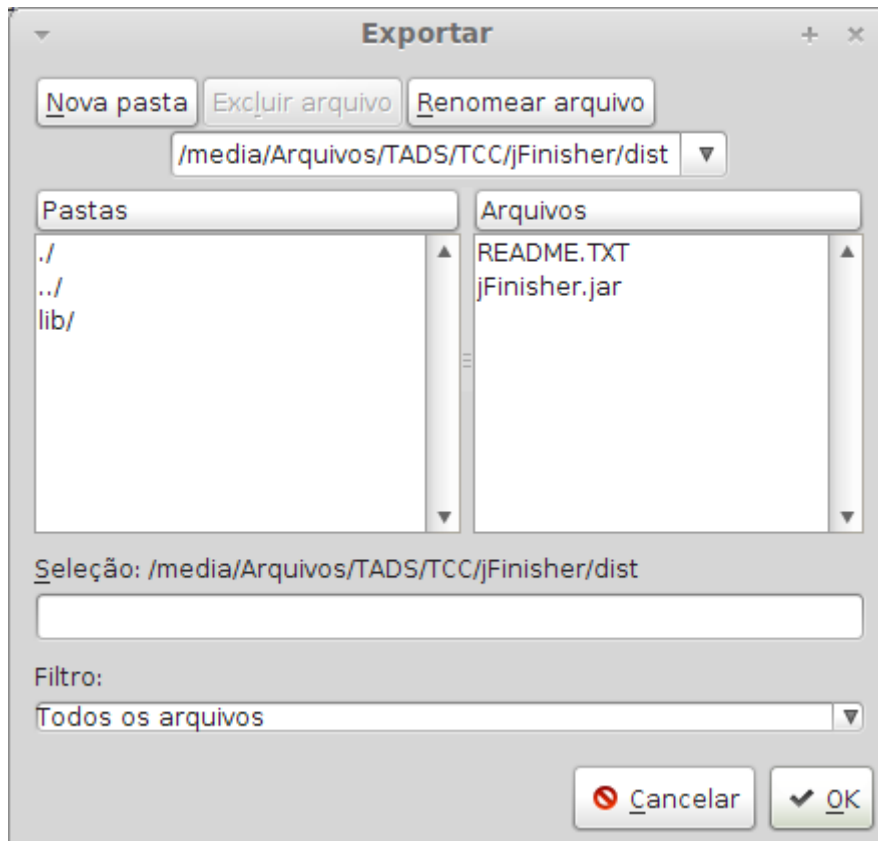 Exportar
Nova pasta Excluir arquivo Renomear arquivo
/media/Arquivos/TADS/TCC/jFinisher/dist
Pastas Arquivos
./ README.TXT
../ jFinisher.jar
lib/
Seleção: /media/Arquivos/TADS/TCC/jFinisher/dist
Filtro:
Todos os arquivos
Cancelar OK